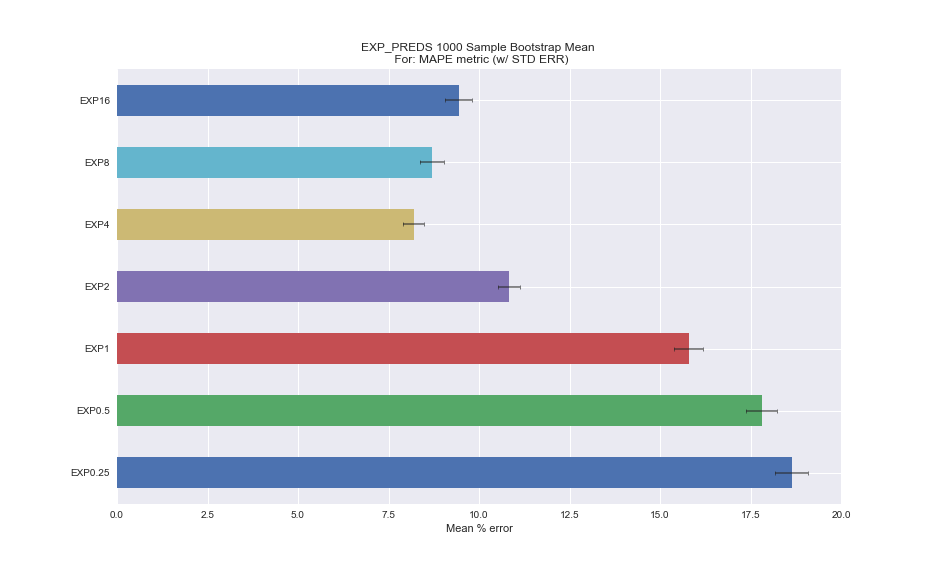 EXP_PREDS 1000 Sample Bootstrap Mean
For: MAPE metric (w/ STD ERR)
EXP16
EXP8
EXP4
EXP2
EXP1
EXP0.5
EXP0.25
0.0 2.5 5.0 7.5 10.0 12.5 15.0 17.5 20.0
Mean % error